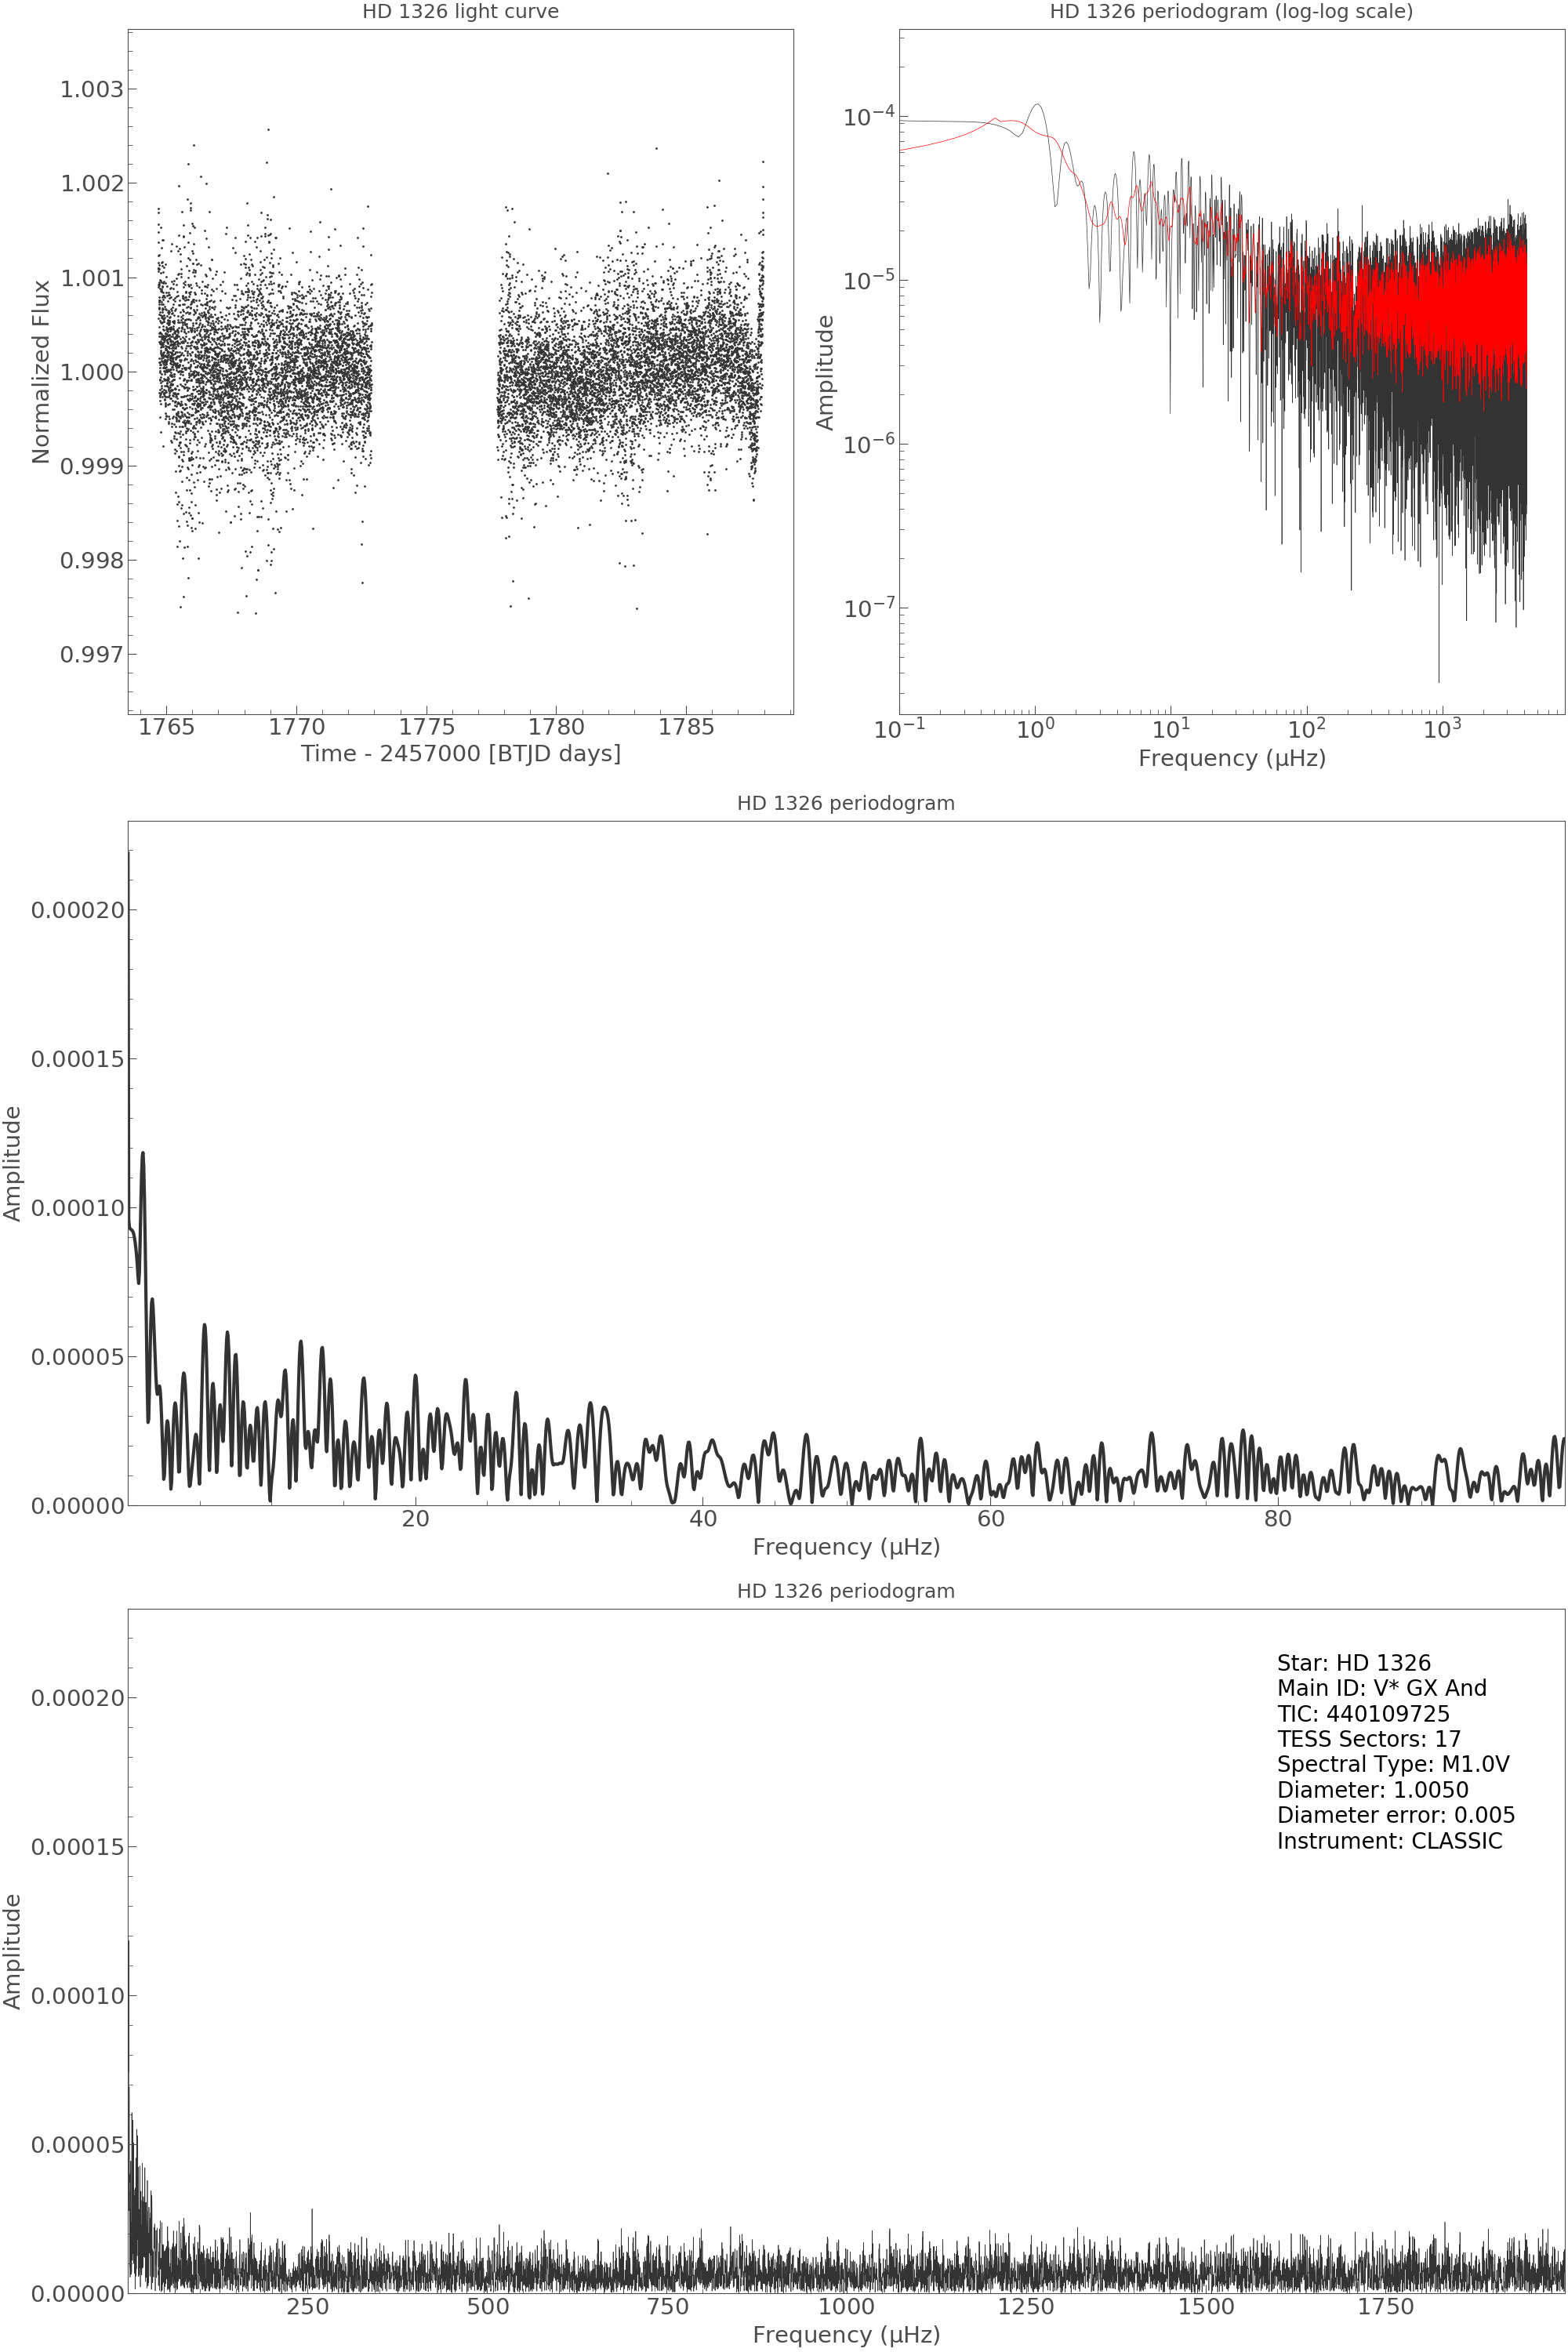 HD 1326 light curve
1.003
1.002
1.001
1.000
0.999
0.998
0.997
Normalized Flux
1765 1770 1775 1780 1785
Time - 2457000 [BTJD days]
HD 1326 periodogram (log-log scale)
10⁻⁴
10⁻⁵
10⁻⁶
10⁻⁷
Amplitude
10⁻¹ 10⁰ 10¹ 10² 10³
Frequency (μHz)
HD 1326 periodogram
0.00020
0.00015
0.00010
0.00005
0.00000
Amplitude
20 40 60 80
Frequency (μHz)
HD 1326 periodogram
0.00020
0.00015
0.00010
0.00005
0.00000
Amplitude
Star: HD 1326
Main ID: V* GX And
TIC: 440109725
TESS Sectors: 17
Spectral Type: M1.0V
Diameter: 1.0050
Diameter error: 0.005
Instrument: CLASSIC
250 500 750 1000 1250 1500 1750
Frequency (μHz)